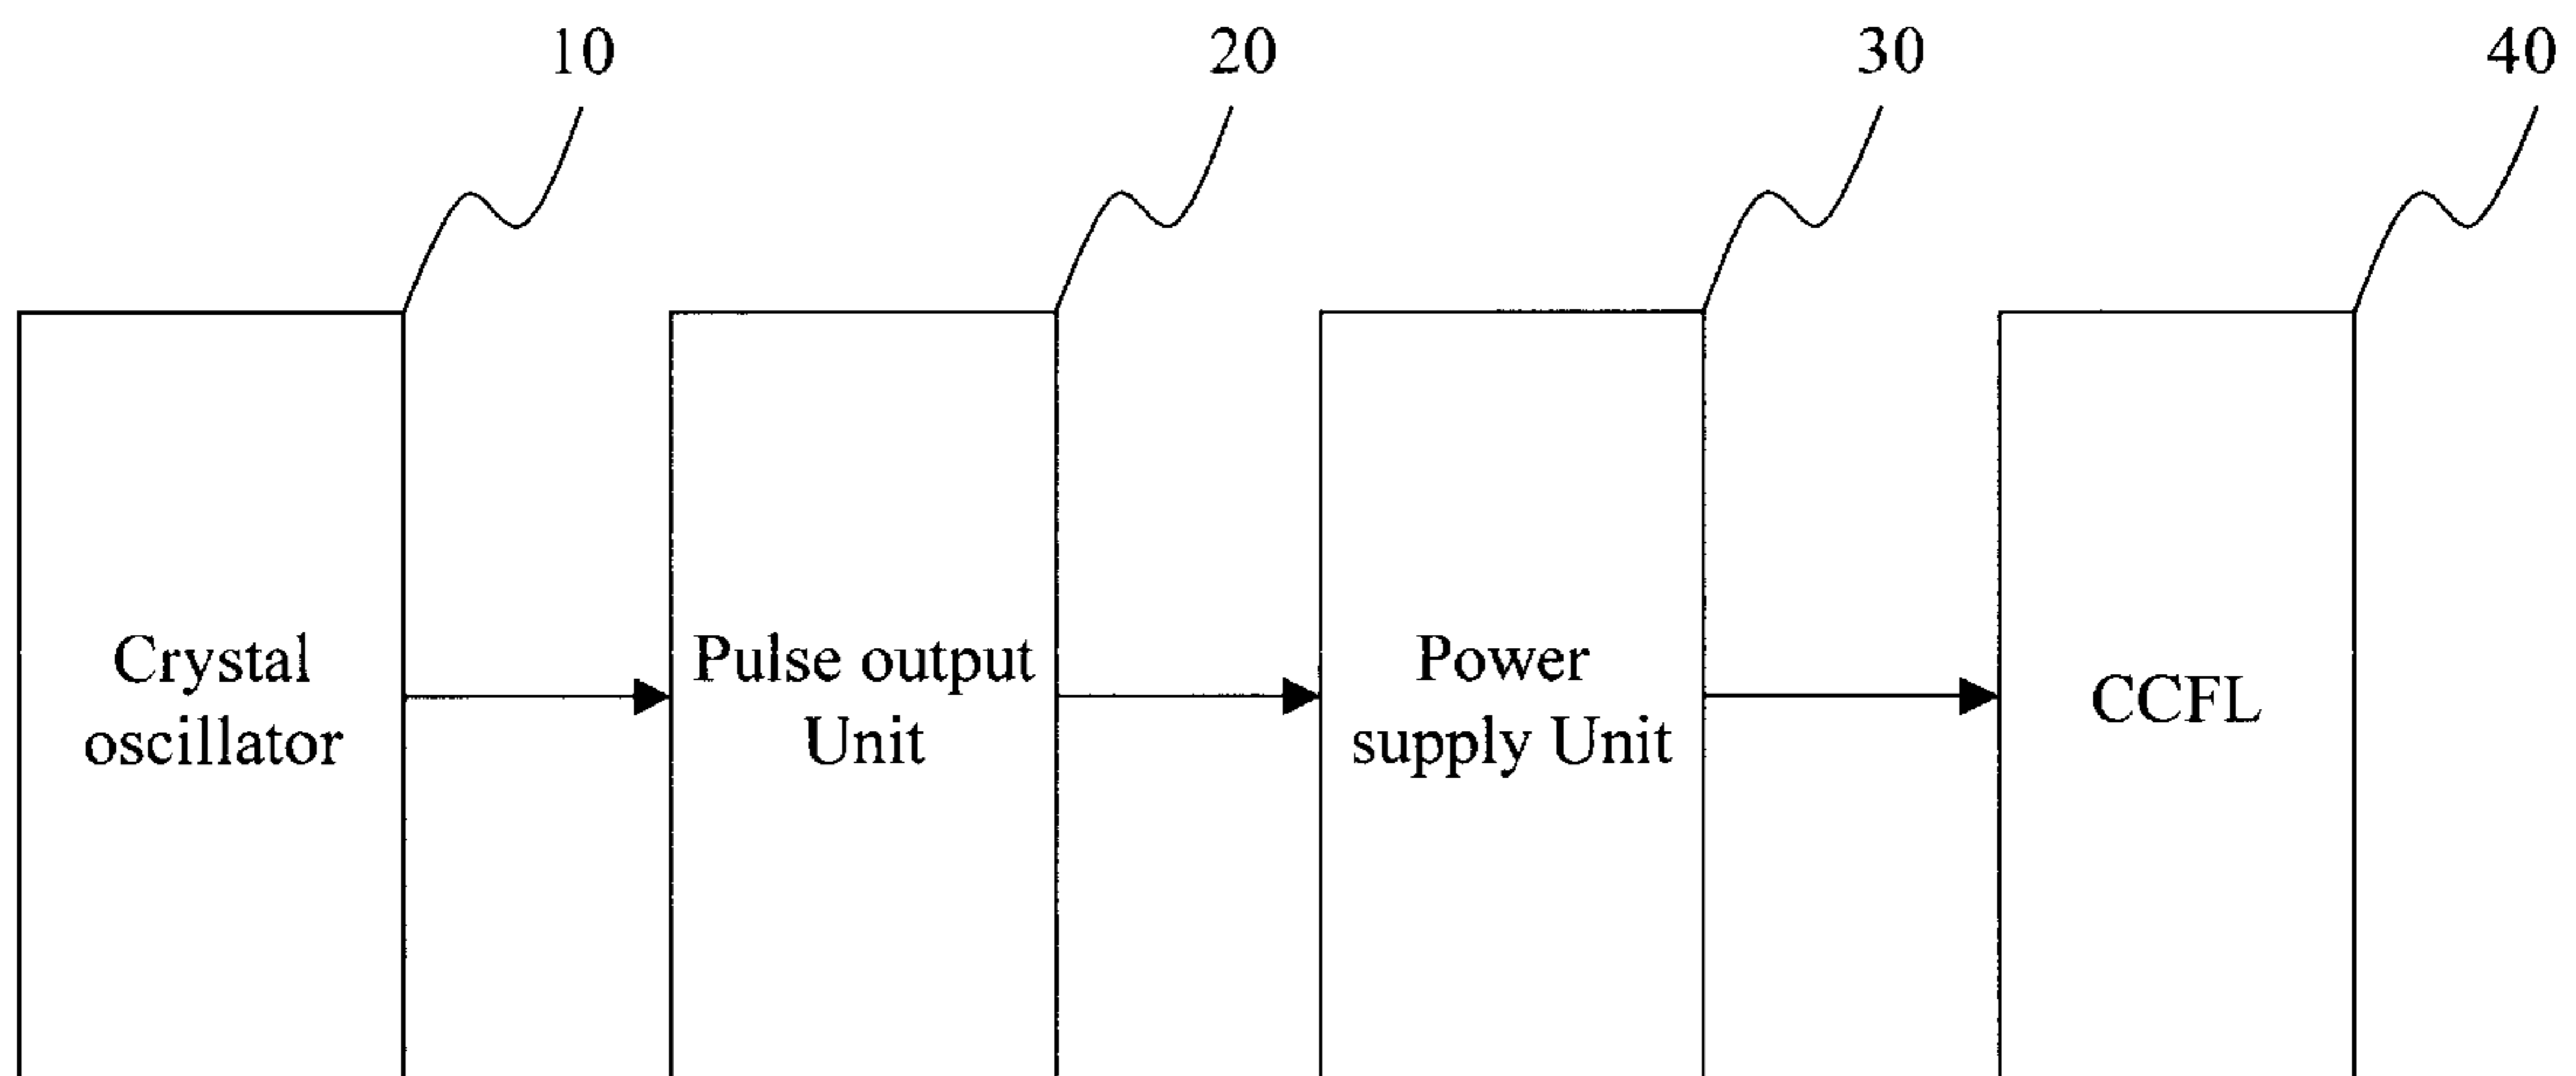 10
20
30
40
Crystal
oscillator
Pulse output
Unit
Power
supply Unit
CCFL